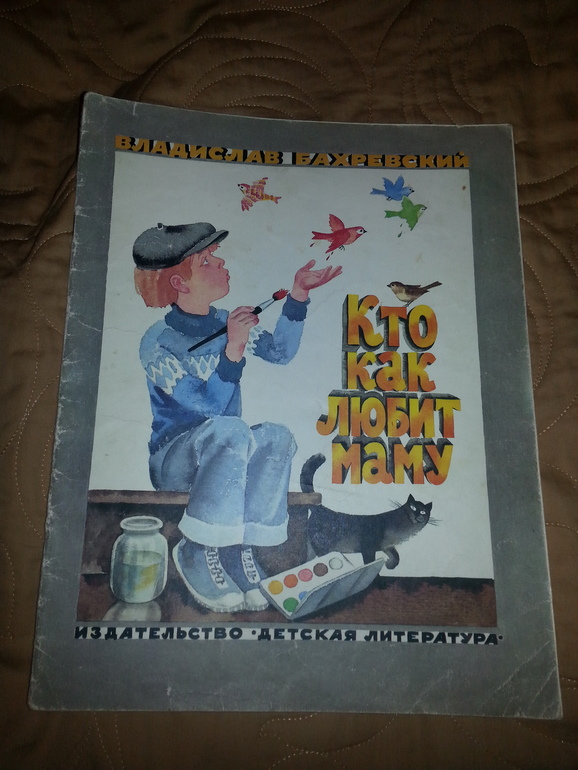 ВЛАДИСЛАВ БАХРЕВСКИЙ
КТО
КАК
ЛЮБИТ
МАМУ
ИЗДАТЕЛЬСТВО "ДЕТСКАЯ ЛИТЕРАТУРА"